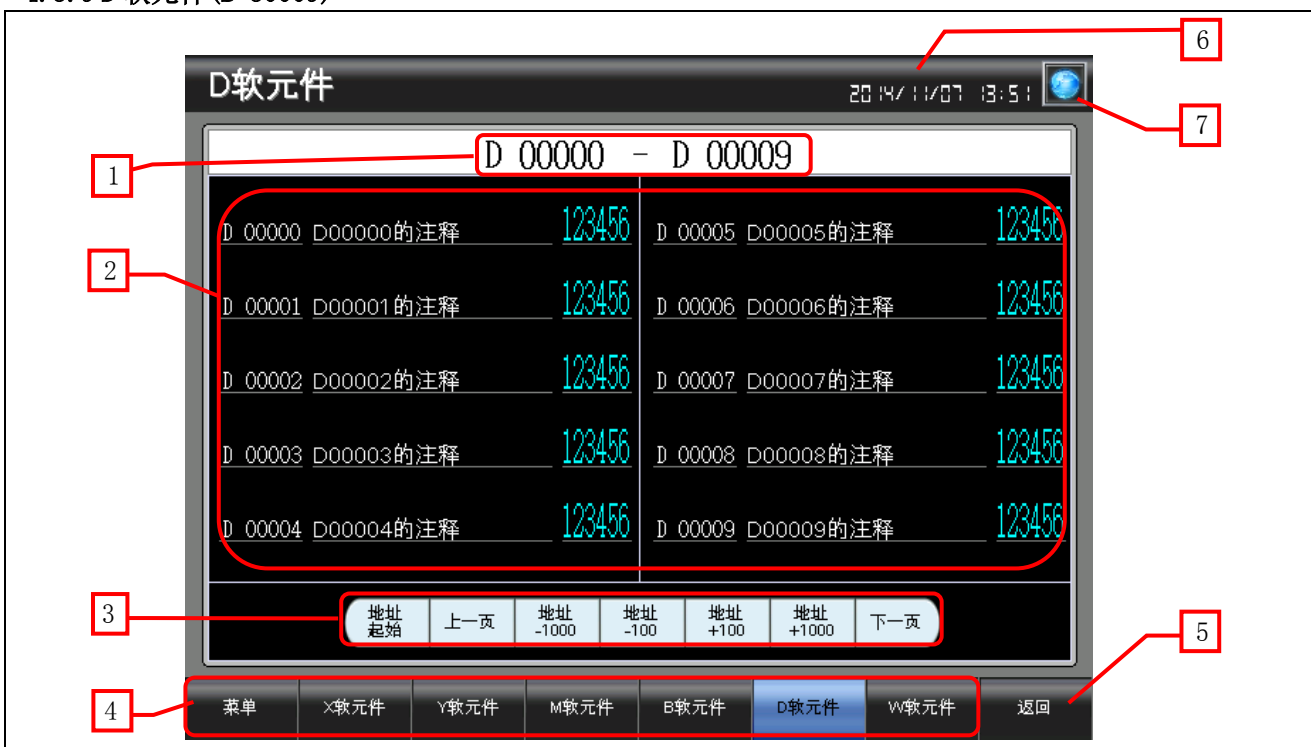 6
D软元件
2014/11/07 13:51
7
D 00000 - D 00009
1
D 00000 D00000的注释 123456 D 00005 D00005的注释 123456
2
D 00001 D00001的注释 123456 D 00006 D00006的注释 123456
D 00002 D00002的注释 123456 D 00007 D00007的注释 123456
D 00003 D00003的注释 123456 D 00008 D00008的注释 123456
D 00004 D00004的注释 123456 D 00009 D00009的注释 123456
3
地址
起始
上一页
地址
-1000
地址
-100
地址
+100
地址
+1000
下一页
5
4
菜单 X软元件 Y软元件 M软元件 B软元件 D软元件 W软元件 返回